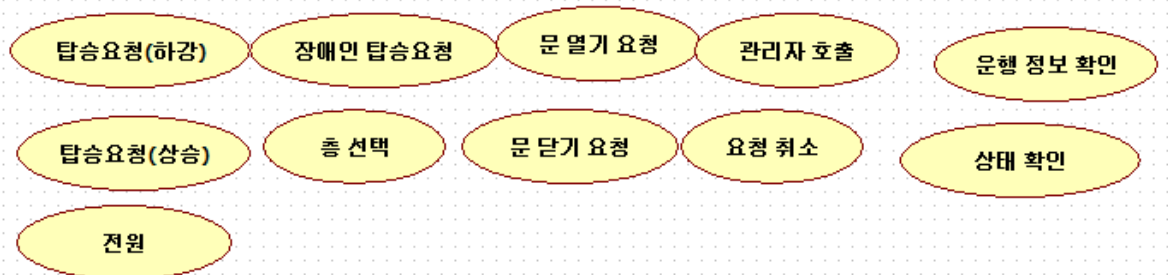 탑승요청(하강)
장애인 탑승요청
문 열기 요청
관리자 호출
운행 정보 확인
탑승요청(상승)
층 선택
문 닫기 요청
요청 취소
상태 확인
전원